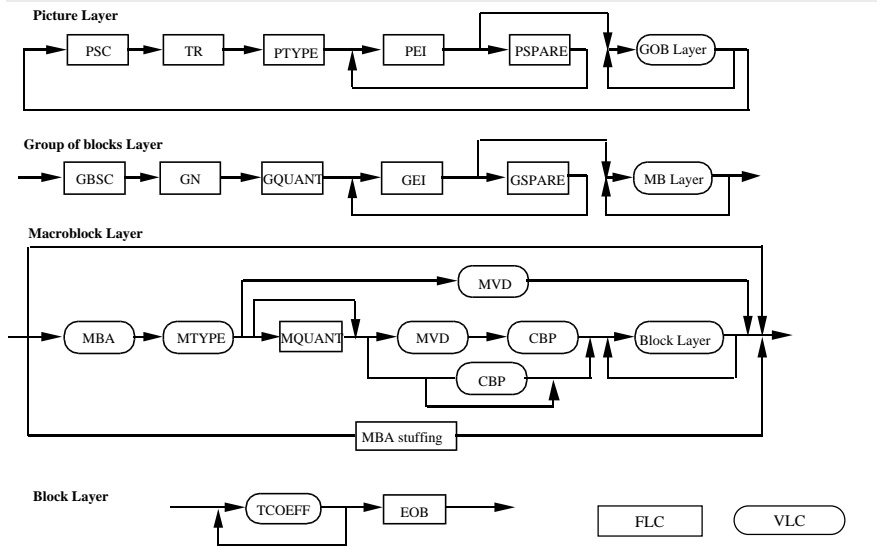 Picture Layer
PSC TR PTYPE PEI PSPARE GOB Layer
Group of blocks Layer
GBSC GN GQUANT GEI GSPARE MB Layer
Macroblock Layer
MVD
MBA MTYPE MQUANT MVD CBP Block Layer
CBP
MBA stuffing
Block Layer
TCOEFF EOB
FLC VLC